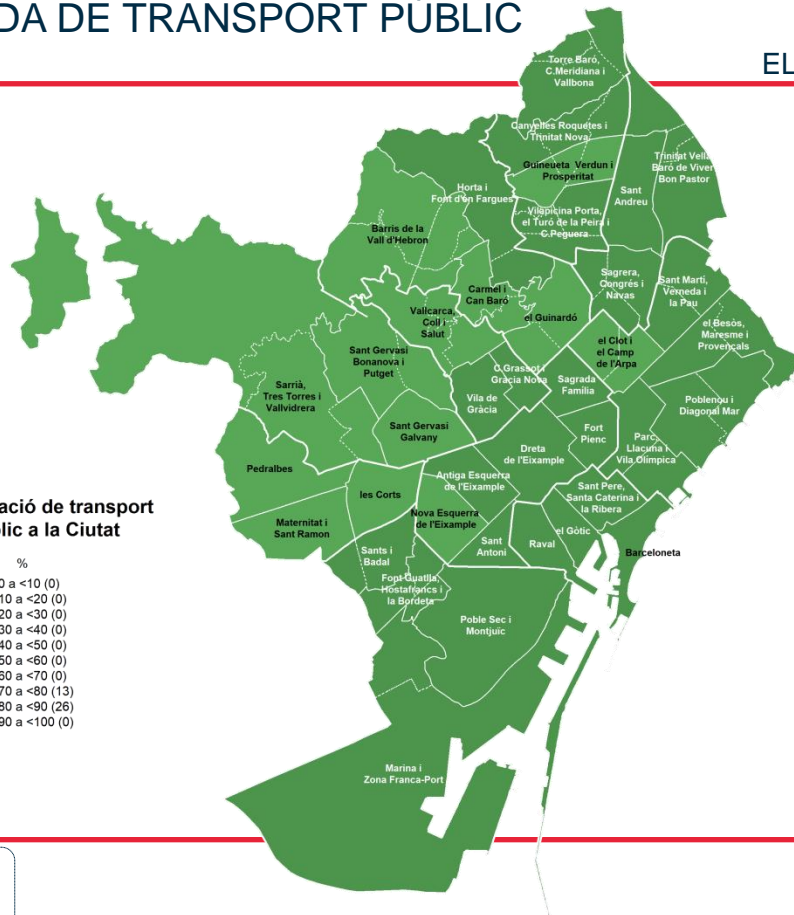 DA DE TRANSPORT PÚBLIC
EL
Torre Baró,
C.Meridiana i
Vallbona
Canyelles Roquetes i
Trinitat Nova
Guineueta Verdun i
Prosperitat
Trinitat Vella
Baró de Viver
Bon Pastor
Horta i
Font d'en Fargues
Sant
Andreu
Vilapicina Porta,
el Turó de la Peira i
C.Peguera
Barris de la
Vall d'Hebron
Sagrera,
Congrés i
Navas
Sant Martí,
Verneda i
la Pau
Carmel i
Can Baró
Vallcarca,
Coll i
Salut
el Guinardó
el Besòs,
Maresme i
Provençals
el Clot i
el Camp
de l'Arpa
Sant Gervasi
Bonanova i
Putget
C.Grassot i
Gràcia Nova
Sagrada
Família
Sarrià,
Tres Torres i
Vallvidrera
Vila de
Gràcia
Poblenou i
Diagonal Mar
Sant Gervasi
Galvany
Fort
Pienc
Dreta
de l'Eixample
Parc,
Llacuna i
Vila Olímpica
Pedralbes
Antiga Esquerra
de l'Eixample
les Corts
Sant Pere,
Santa Caterina i
la Ribera
Nova Esquerra
de l'Eixample
Maternitat i
Sant Ramon
el Gòtic
Sant
Antoni
Raval
Barceloneta
Sants i
Badal
Font Guatlla,
Hostafrancs i
la Bordeta
Poble Sec i
Montjuïc
Marina i
Zona Franca-Port
ació de transport
lic a la Ciutat
%
0 a <10 (0)
10 a <20 (0)
20 a <30 (0)
30 a <40 (0)
40 a <50 (0)
50 a <60 (0)
60 a <70 (0)
70 a <80 (13)
80 a <90 (26)
90 a <100 (0)